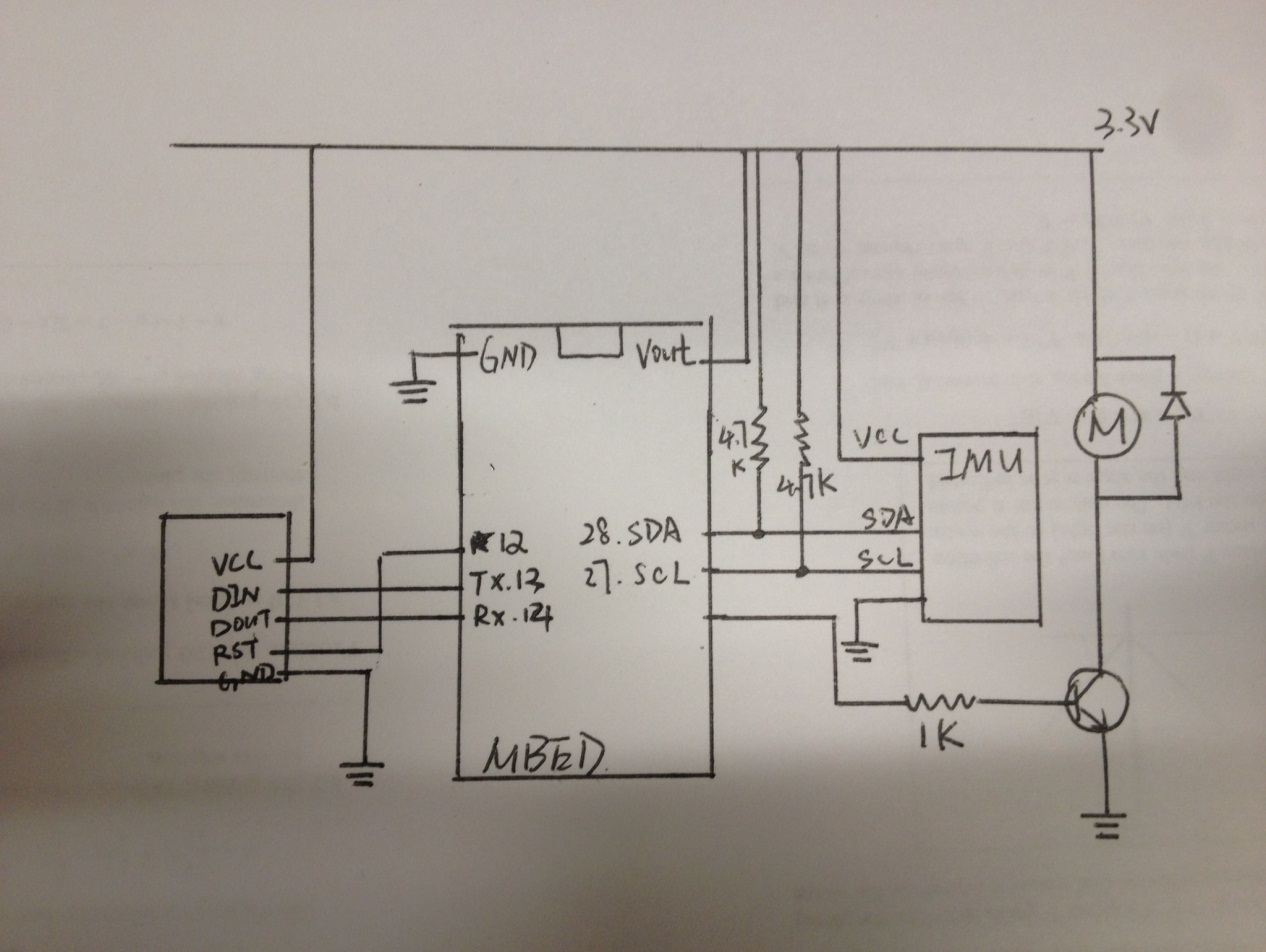 3.3V
GND
Vout
4.7
K
4.7K
VCC
IMU
SDA
SCL
28.SDA
27.SCL
12
Tx.13
Rx.14
VCC
DIN
DOUT
RST
GND
1K
M
MBED